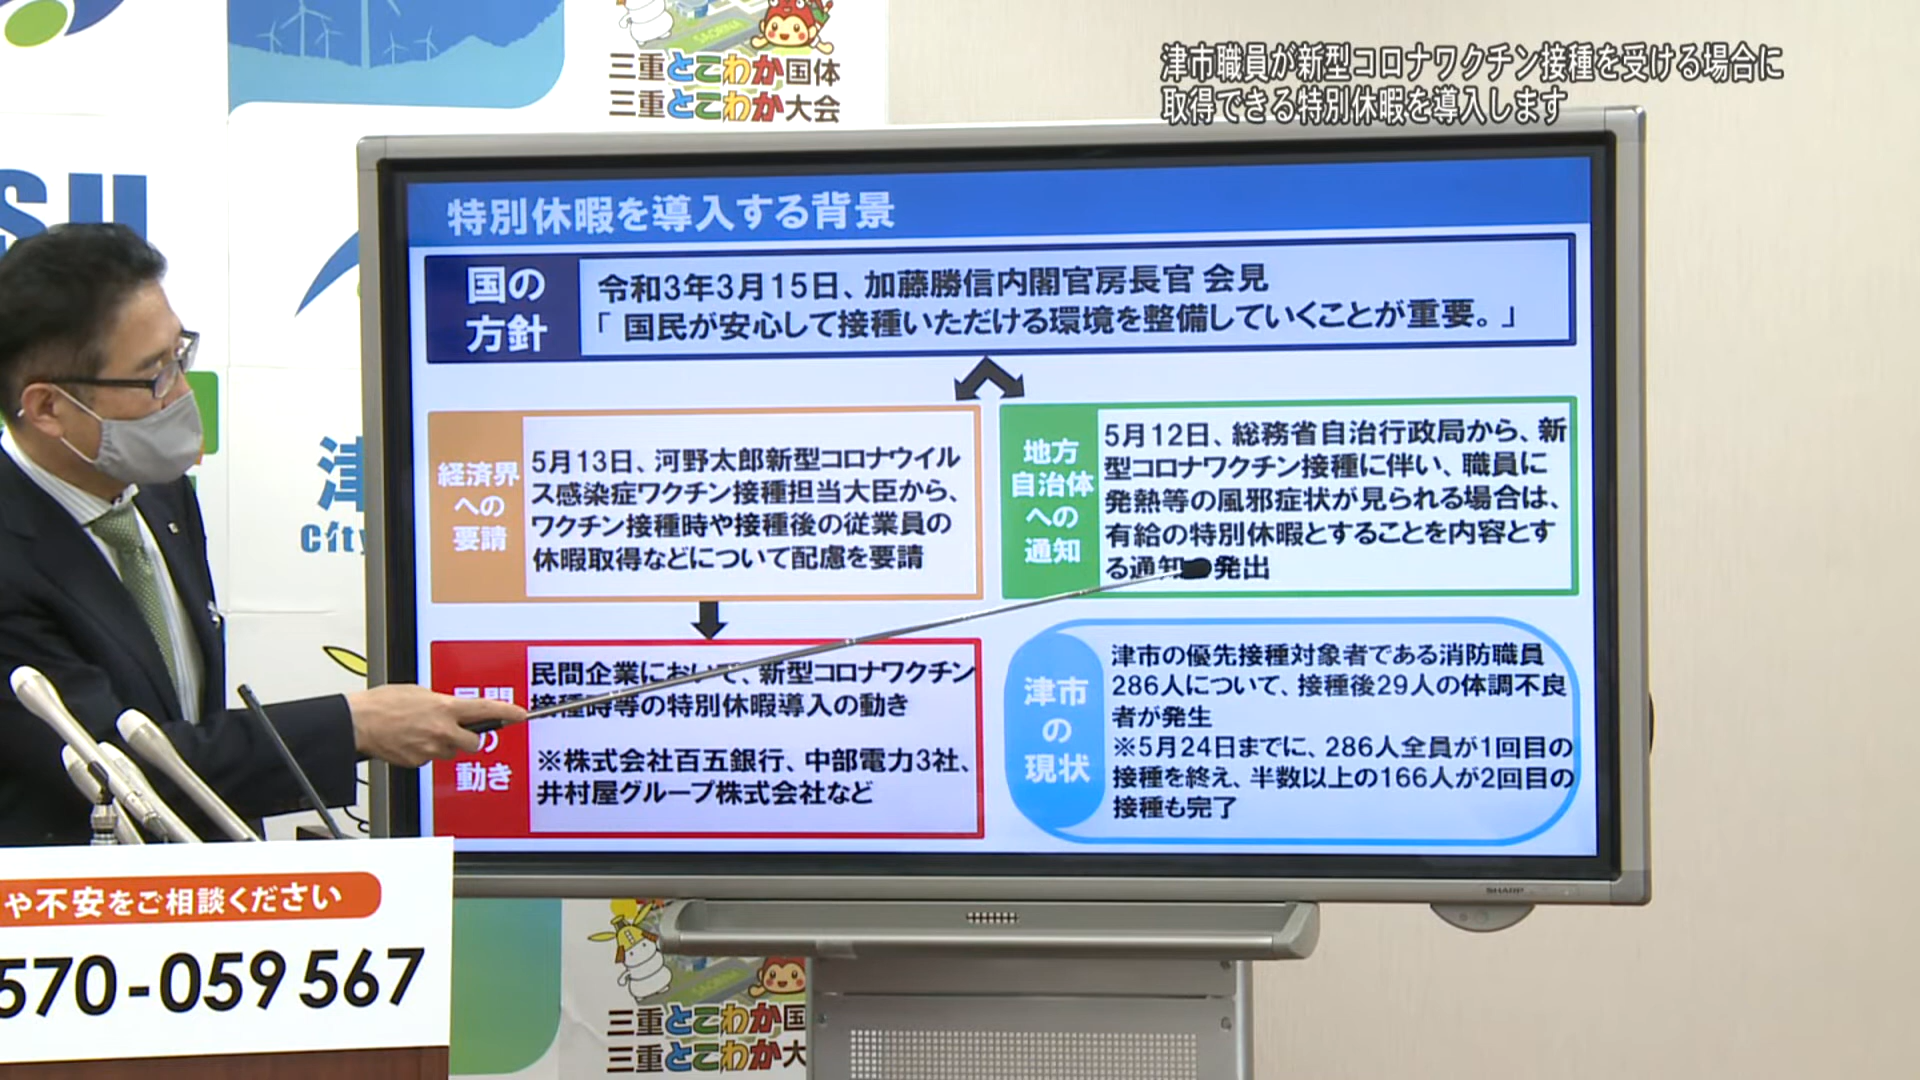 三重とこわか国体
三重とこわか大会
津市職員が新型コロナワクチン接種を受ける場合に
取得できる特別休暇を導入します
特別休暇を導入する背景
国の
方針
令和3年3月15日、加藤勝信内閣官房長官 会見
「 国民が安心して接種いただける環境を整備していくことが重要。」
経済界
への
要請
5月13日、河野太郎新型コロナウイル
ス感染症ワクチン接種担当大臣から、
ワクチン接種時や接種後の従業員の
休暇取得などについて配慮を要請
地方
自治体
への
通知
5月12日、総務省自治行政局から、新
型コロナワクチン接種に伴い、職員に
発熱等の風邪症状が見られる場合は、
有給の特別休暇とすることを内容とす
る通知 発出
の
動き
民間企業において、新型コロナワクチン
接種時等の特別休暇導入の動き
※株式会社百五銀行、中部電力3社、
井村屋グループ株式会社など
津市
の
現状
津市の優先接種対象者である消防職員
286人について、接種後29人の体調不良
者が発生
※5月24日までに、286人全員が1回目の
接種を終え、半数以上の166人が2回目の
接種も完了
SHARP
津
City
や不安をご相談ください
570-059567
三重とこわか国
三重とこわか大